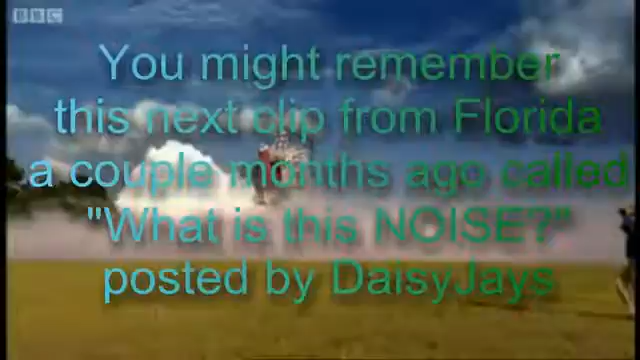 BBC
You might remember
this next clip from Florida
a couple months ago called
"What is this NOISE?"
posted by DaisyJays